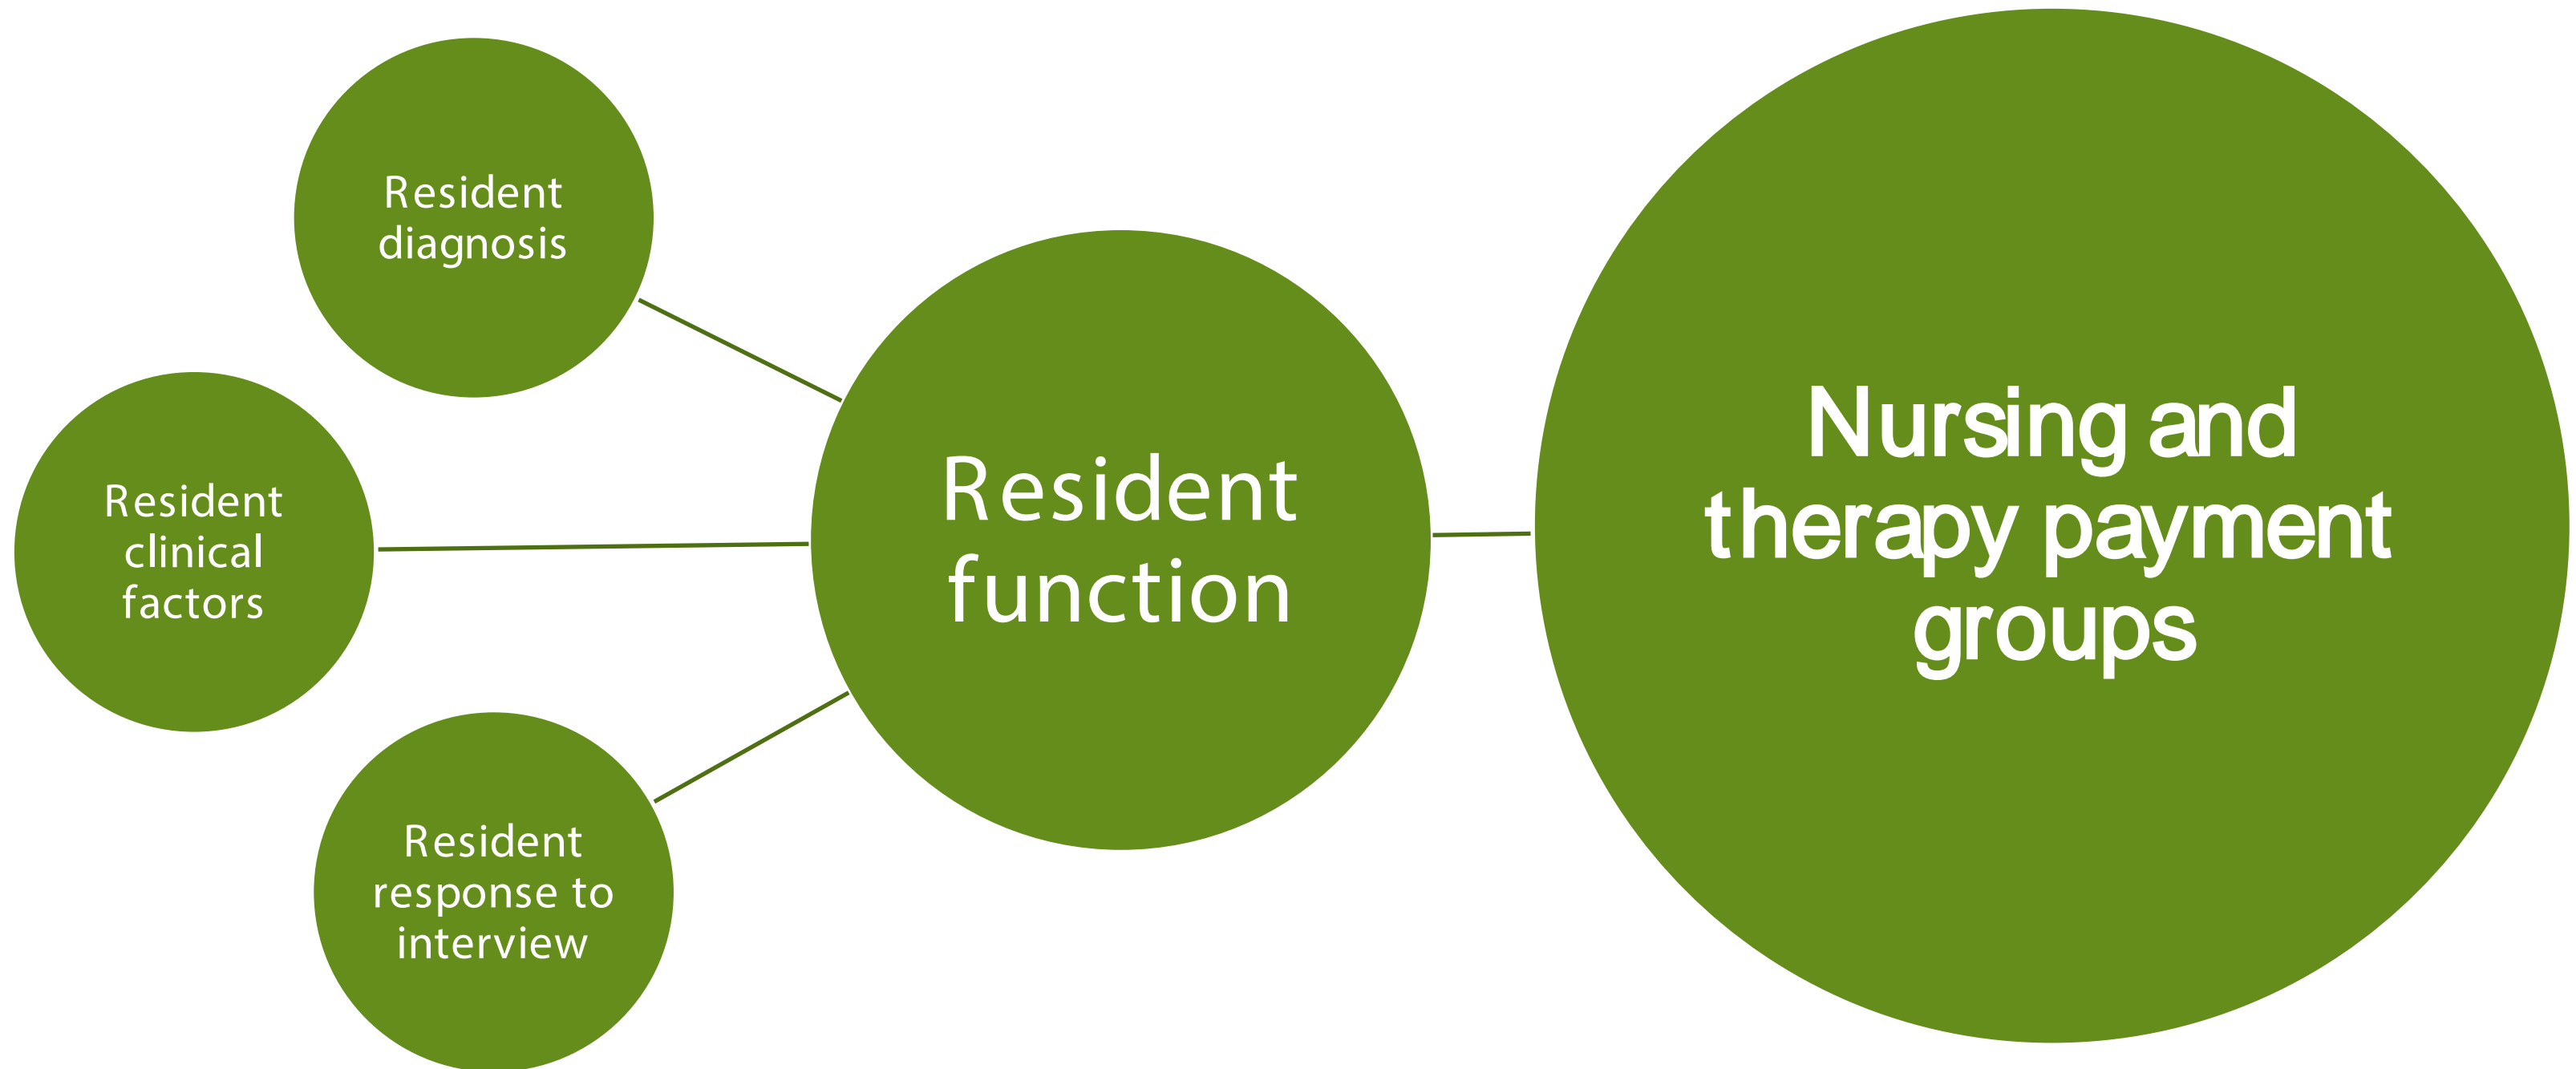 Resident
diagnosis
Resident
clinical
factors
Resident
response to
interview
Resident
function
Nursing and
therapy payment
groups